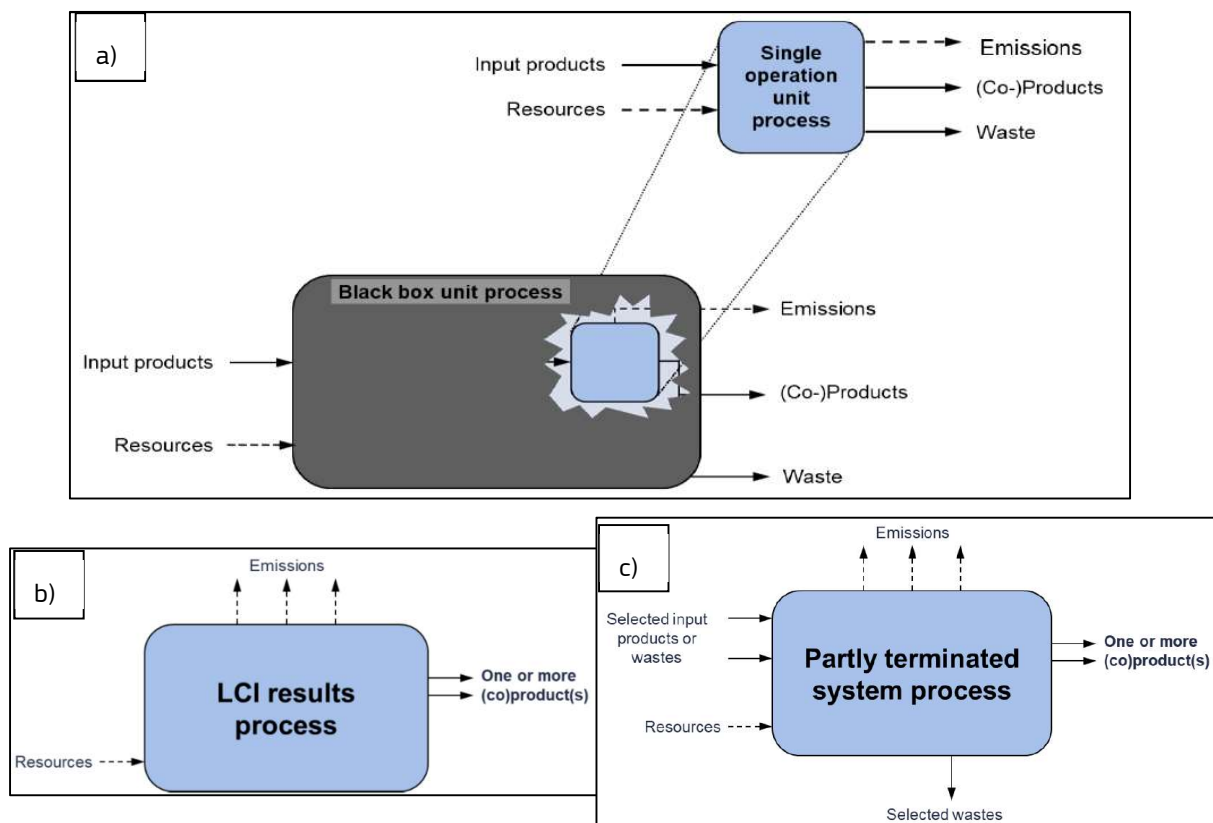 a)
Input products
Resources
Single
operation
unit
process
Emissions
(Co-)Products
Waste
Black box unit process
Input products
Resources
Emissions
(Co-)Products
Waste
b)
Emissions
LCI results
process
One or more
(co)product(s)
Resources
c)
Emissions
Selected input
products or
wastes
Partly terminated
system process
One or more
(co)product(s)
Resources
Selected wastes